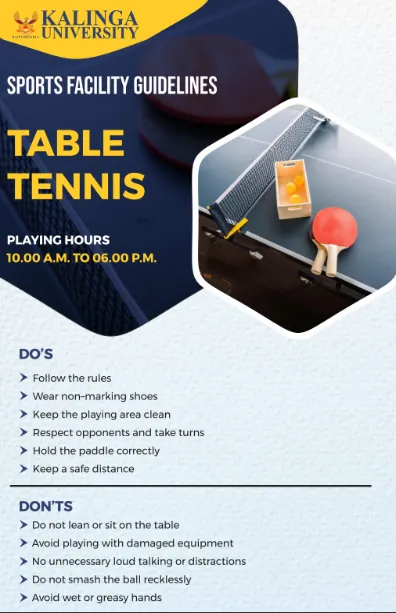 KALINGA
UNIVERSITY
SPORTS FACILITY GUIDELINES
TABLE
TENNIS
PLAYING HOURS
10.00 A.M. TO 06.00 P.M.
DO'S
Follow the rules
Wear non-marking shoes
Keep the playing area clean
Respect opponents and take turns
Hold the paddle correctly
Keep a safe distance
DON'TS
Do not lean or sit on the table
Avoid playing with damaged equipment
No unnecessary loud talking or distractions
Do not smash the ball recklessly
Avoid wet or greasy hands